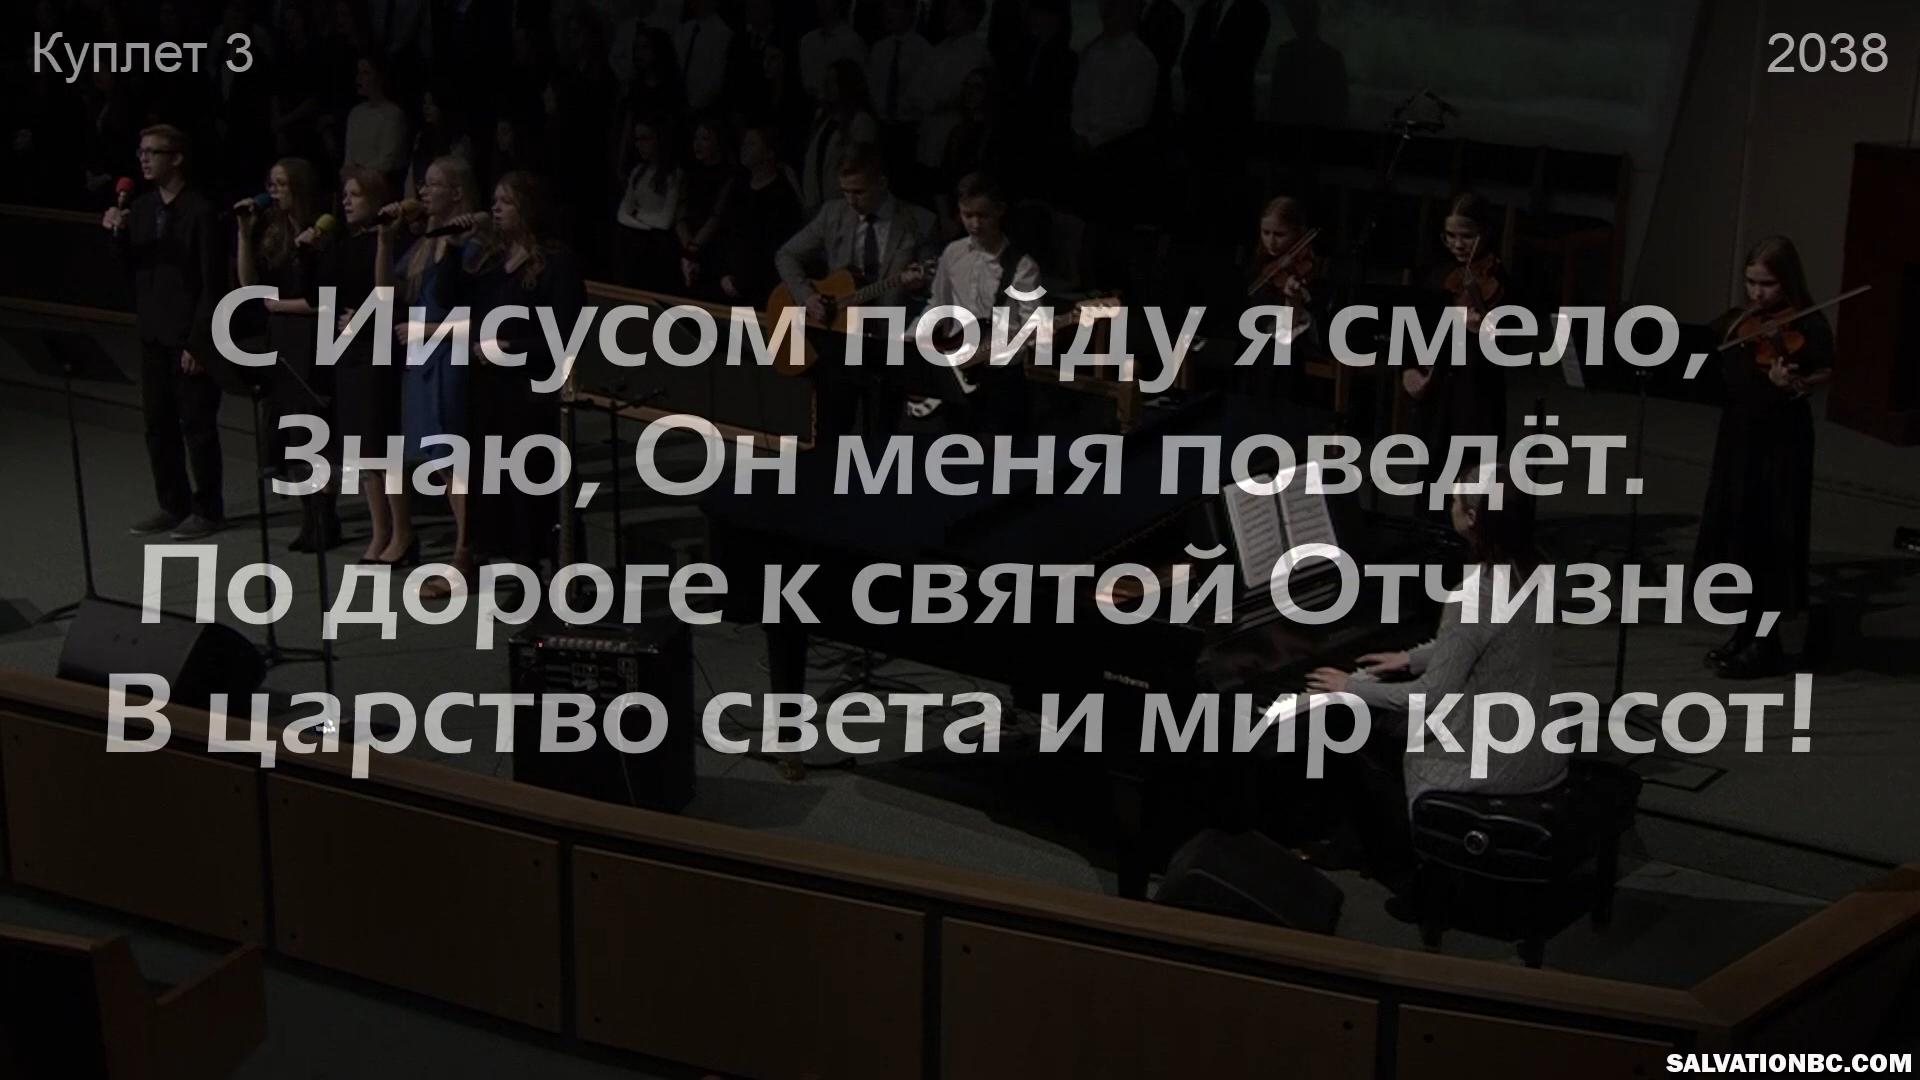 Куплет 3
2038
С Иисусом пойду я смело,
Знаю, Он меня поведёт.
По дороге к святой Отчизне,
В царство света и мир красот!
SALVATIONBC.COM